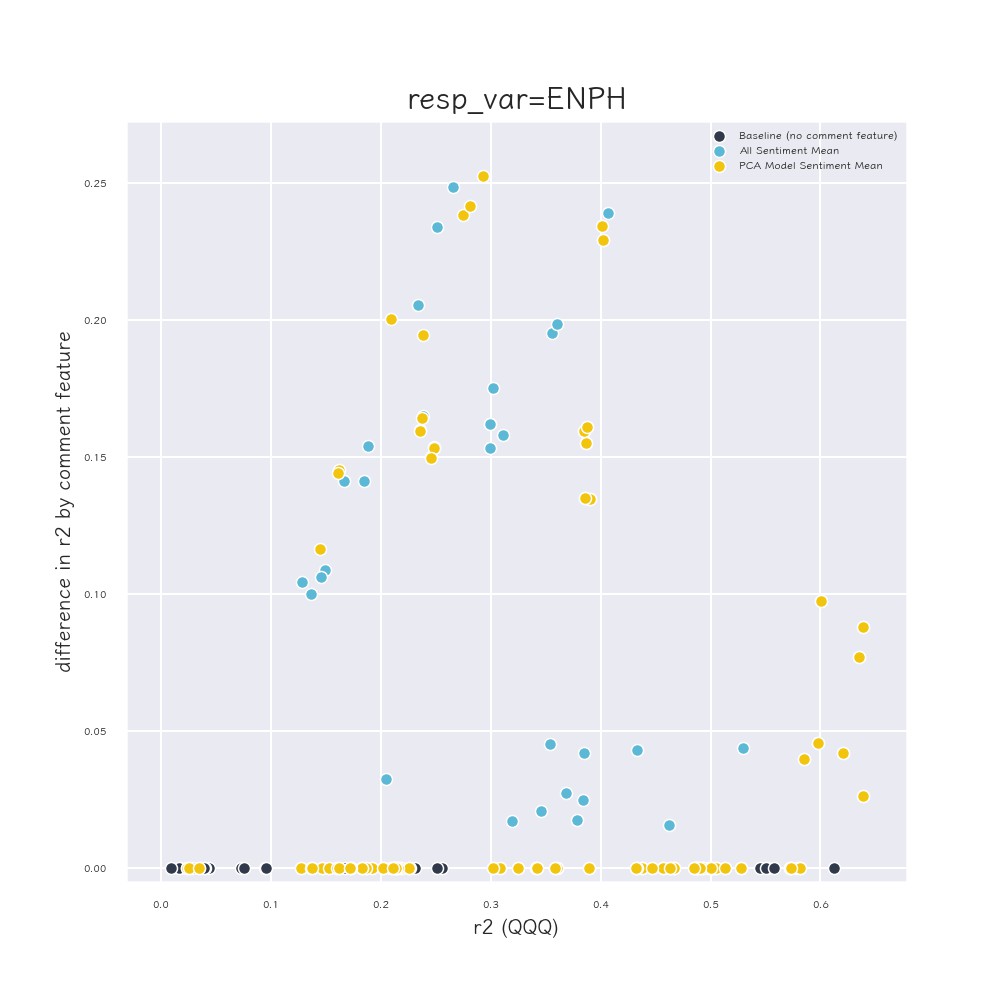 resp_var=ENPH
Baseline (no comment feature)
All Sentiment Mean
PCA Model Sentiment Mean
difference in r2 by comment feature
0.25
0.20
0.15
0.10
0.05
0.00
0.0 0.1 0.2 0.3 0.4 0.5 0.6
r2 (QQQ)